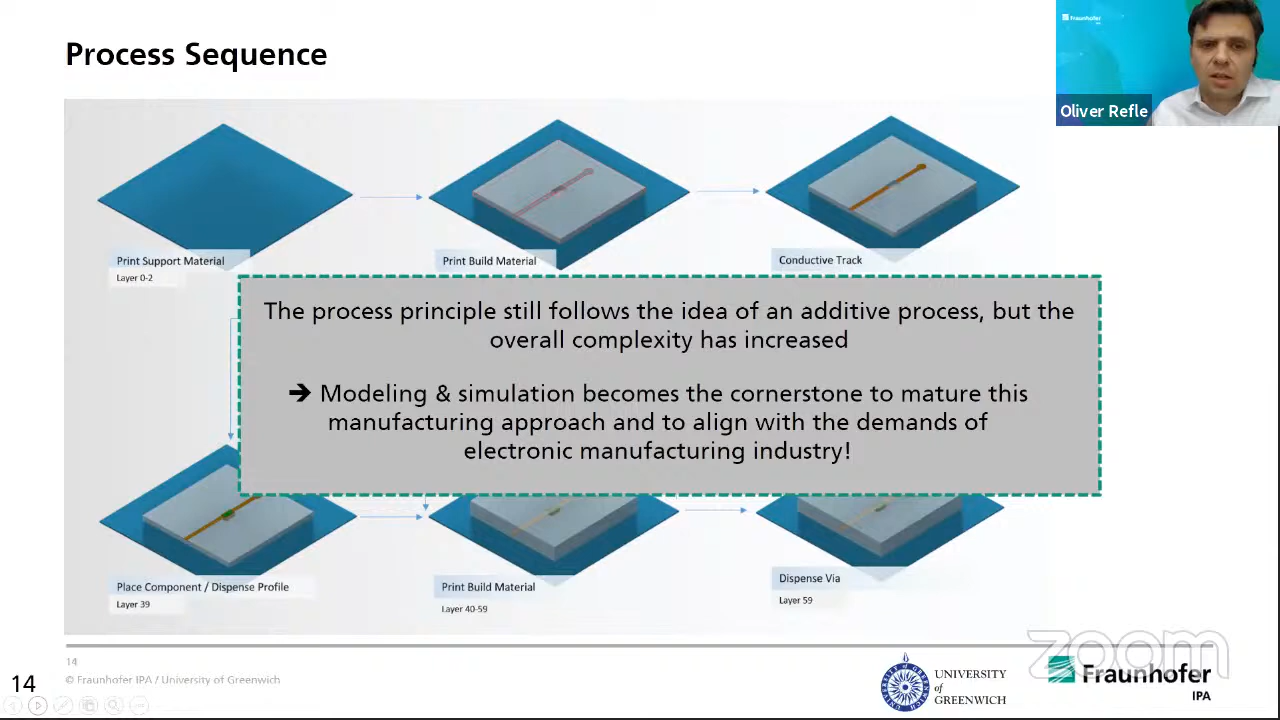 Process Sequence
Fraunhofer
IPA
Oliver Refle
Print Support Material
Layer 0-2
Print Build Material
Conductive Track
The process principle still follows the idea of an additive process, but the
overall complexity has increased
➔ Modeling & simulation becomes the cornerstone to mature this
manufacturing approach and to align with the demands of
electronic manufacturing industry!
Place Component / Dispense Profile
Layer 39
Print Build Material
Layer 40-59
Dispense Via
Layer 59
zoom
14
© Fraunhofer IPA / University of Greenwich
14
UNIVERSITY
of
GREENWICH
Fraunhofer
IPA